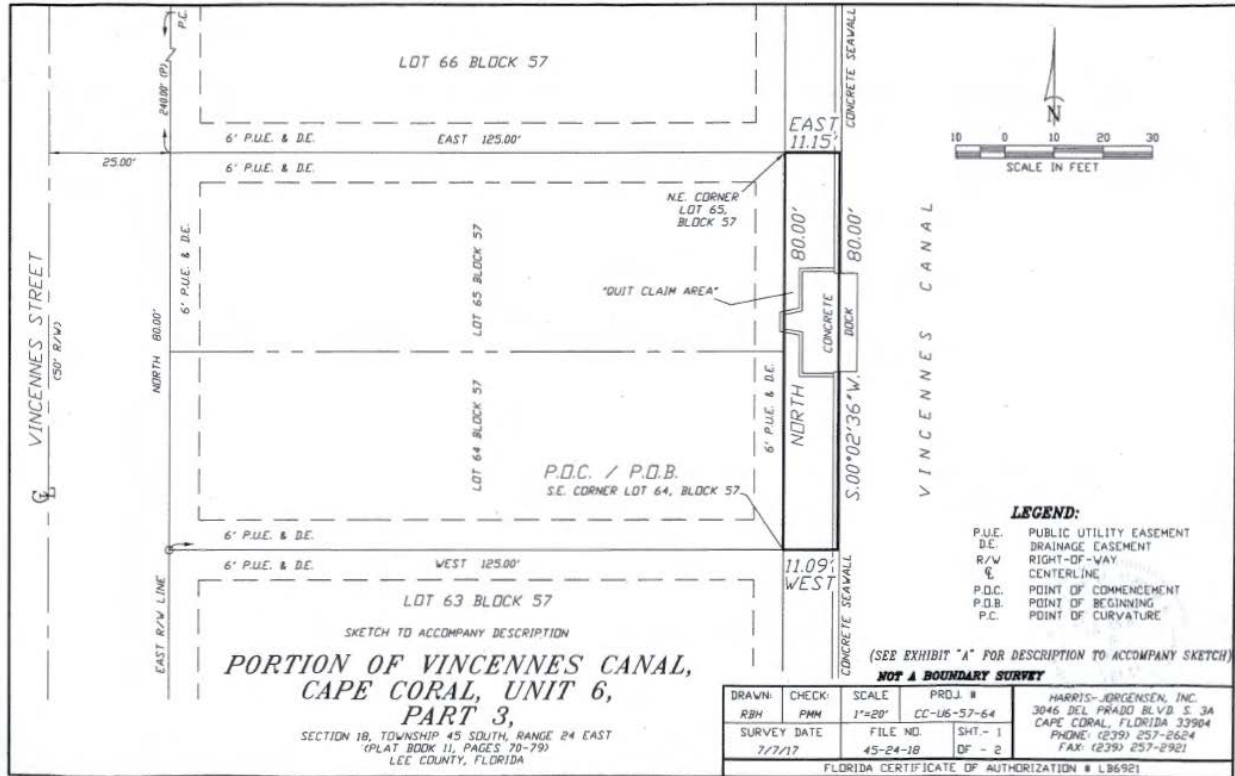 P.C.
240.00' (P)
LOT 66 BLOCK 57
CONCRETE SEAWALL
6' P.U.E. & D.E.
EAST 125.00'
EAST
11.15'
25.00'
6' P.U.E. & D.E.
N
10 0 10 20 30
SCALE IN FEET
N.E. CORNER
LOT 65,
BLOCK 57
VINCENNES STREET
(50' R/W)
NORTH 80.00'
6' P.U.E. & D.E.
LOT 65 BLOCK 57
LOT 64 BLOCK 57
"QUIT CLAIM AREA"
NORTH 80.00'
CONCRETE
DOCK
S.00°02'36"W. 80.00'
VINCENNES CANAL
6' P.U.E. & D.E.
P.O.C. / P.O.B.
S.E. CORNER LOT 64, BLOCK 57
6' P.U.E. & D.E.
6' P.U.E. & D.E.
WEST 125.00'
11.09'
WEST
EAST R/W LINE
LOT 63 BLOCK 57
CONCRETE SEAWALL
LEGEND:
P.U.E. PUBLIC UTILITY EASEMENT
D.E. DRAINAGE EASEMENT
R/W RIGHT-OF-WAY
℄ CENTERLINE
P.O.C. POINT OF COMMENCEMENT
P.O.B. POINT OF BEGINNING
P.C. POINT OF CURVATURE
SKETCH TO ACCOMPANY DESCRIPTION
PORTION OF VINCENNES CANAL,
CAPE CORAL, UNIT 6,
PART 3,
SECTION 18, TOWNSHIP 45 SOUTH, RANGE 24 EAST
(PLAT BOOK 11, PAGES 70-79)
LEE COUNTY, FLORIDA
(SEE EXHIBIT "A" FOR DESCRIPTION TO ACCOMPANY SKETCH)
NOT A BOUNDARY SURVEY
DRAWN: CHECK: SCALE PROJ. #
RBH PMM 1"=20' CC-U6-57-64
SURVEY DATE FILE NO. SHT.- 1
7/7/17 45-24-18 OF - 2
HARRIS-JORGENSEN, INC.
3046 DEL PRADO BLVD. S. 3A
CAPE CORAL, FLORIDA 33904
PHONE: (239) 257-2624
FAX: (239) 257-2921
FLORIDA CERTIFICATE OF AUTHORIZATION # LB6921